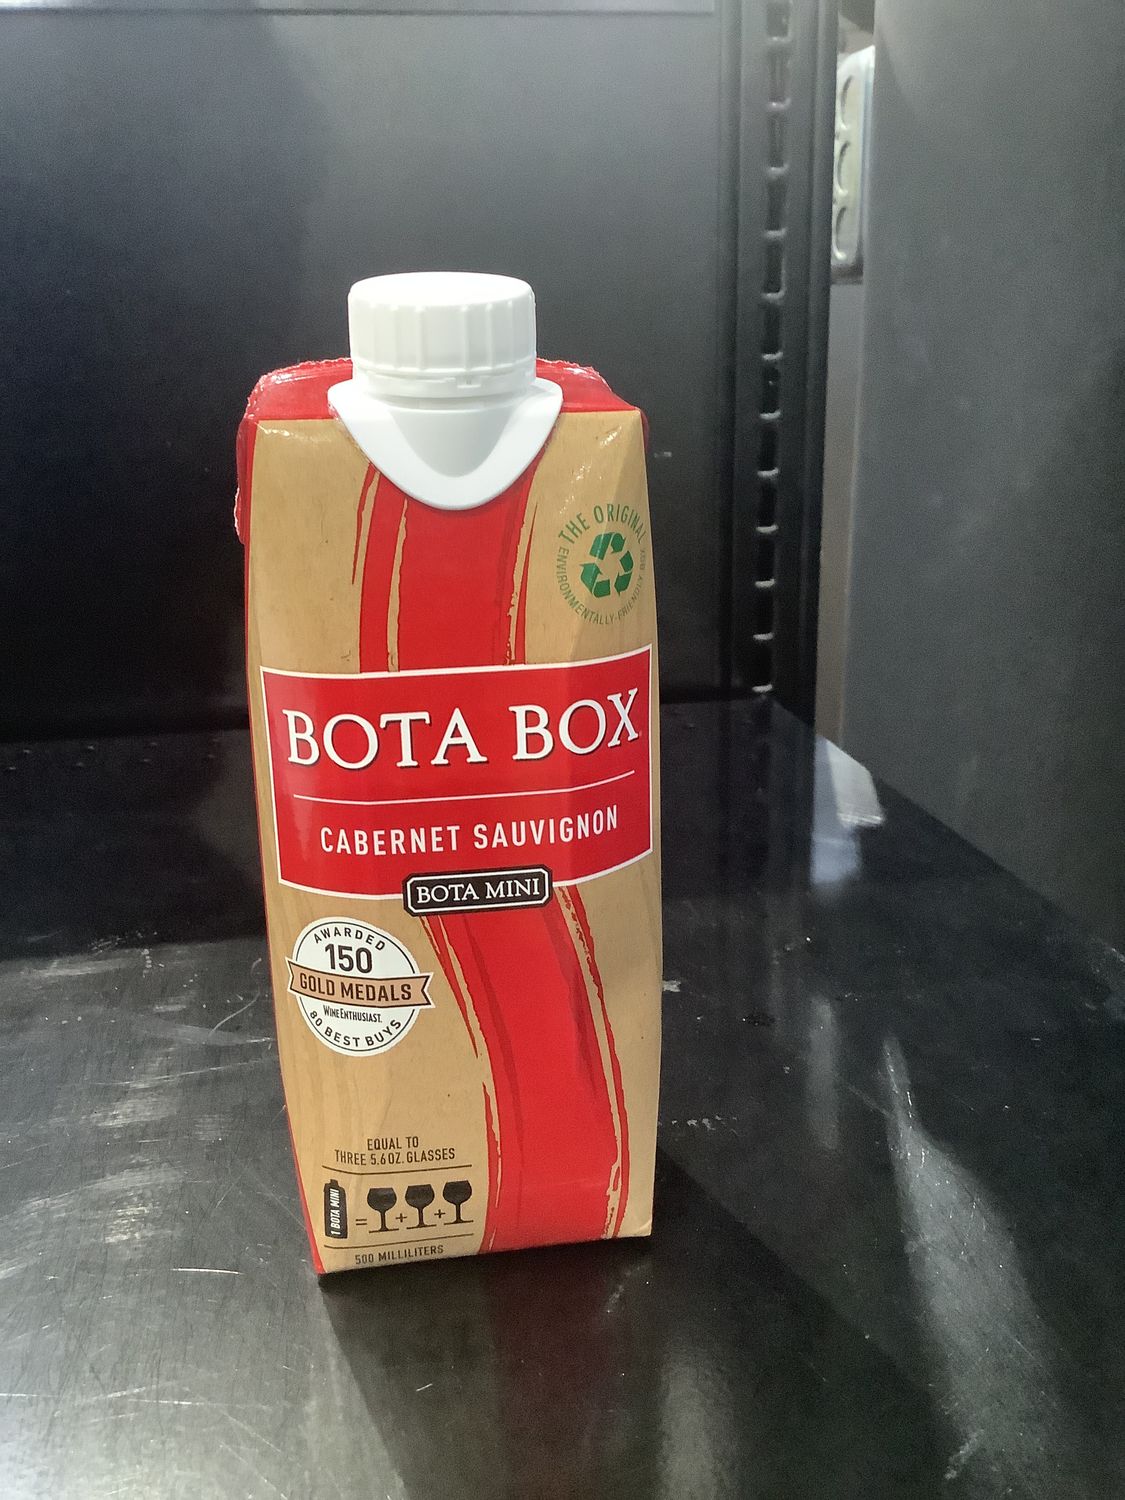 THE ORIGINAL
ENVIRONMENTALLY-FRIENDLY BOX
BOTA BOX
CABERNET SAUVIGNON
BOTA MINI
AWARDED
150
GOLD MEDALS
WINE ENTHUSIAST.
80 BEST BUYS
EQUAL TO
THREE 5.6 OZ. GLASSES
1 BOTA MINI
= + +
500 MILLILITERS